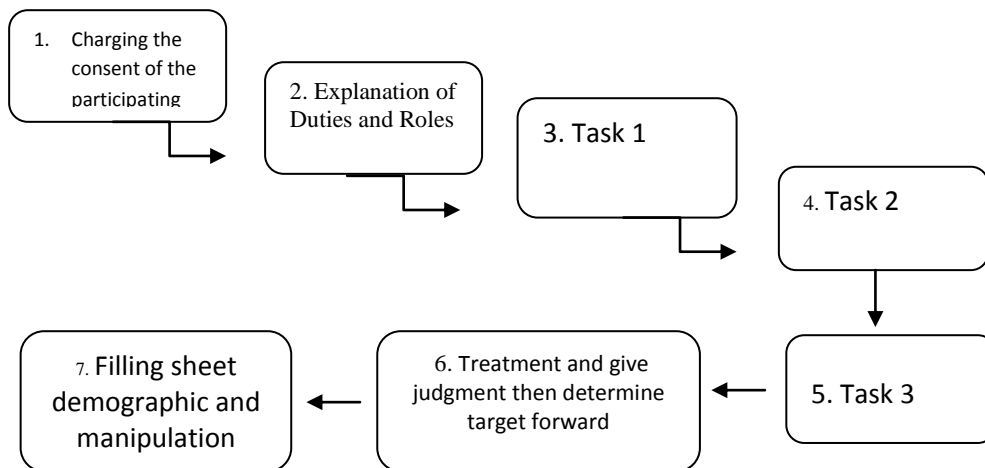 1. Charging the
consent of the
participating
2. Explanation of
Duties and Roles
3. Task 1
4. Task 2
5. Task 3
6. Treatment and give
judgment then determine
target forward
7. Filling sheet
demographic and
manipulation